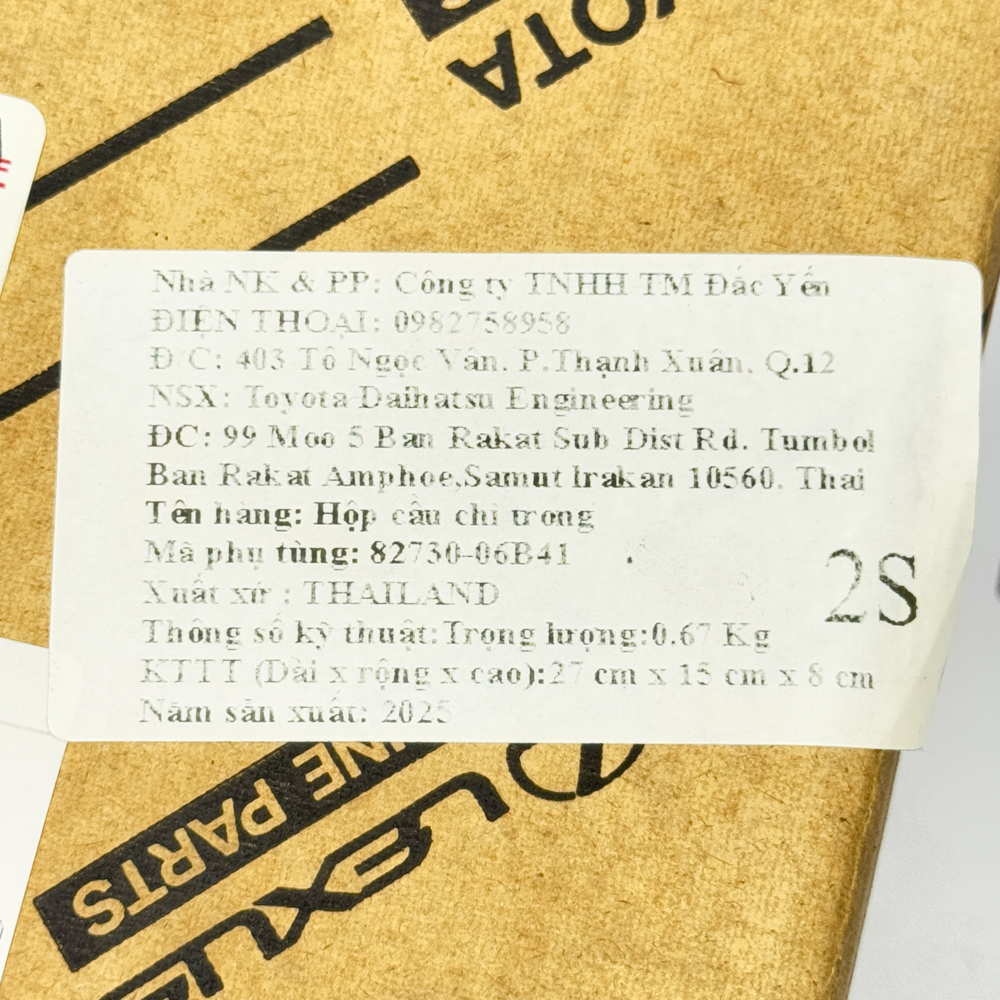 TOYOTA
Nhà NK & PP: Công ty TNHH TM Đắc Yến
ĐIỆN THOẠI: 0982758958
Đ/C: 403 Tô Ngọc Vân, P.Thạnh Xuân, Q.12
NSX: Toyota Daihatsu Engineering
ĐC: 99 Moo 5 Ban Rakat Sub Dist Rd. Tumbol
Ban Rakat Amphoe,Samut Irakan 10560, Thai
Tên hàng: Hộp cầu chì trong
Mã phụ tùng: 82730-06B41
Xuất xứ : THAILAND
2S
Thông số kỹ thuật:Trọng lượng:0.67 Kg
KTTT (Dài x rộng x cao):27 cm x 15 cm x 8 cm
Năm sản xuất: 2025
PARTS
LEXUS